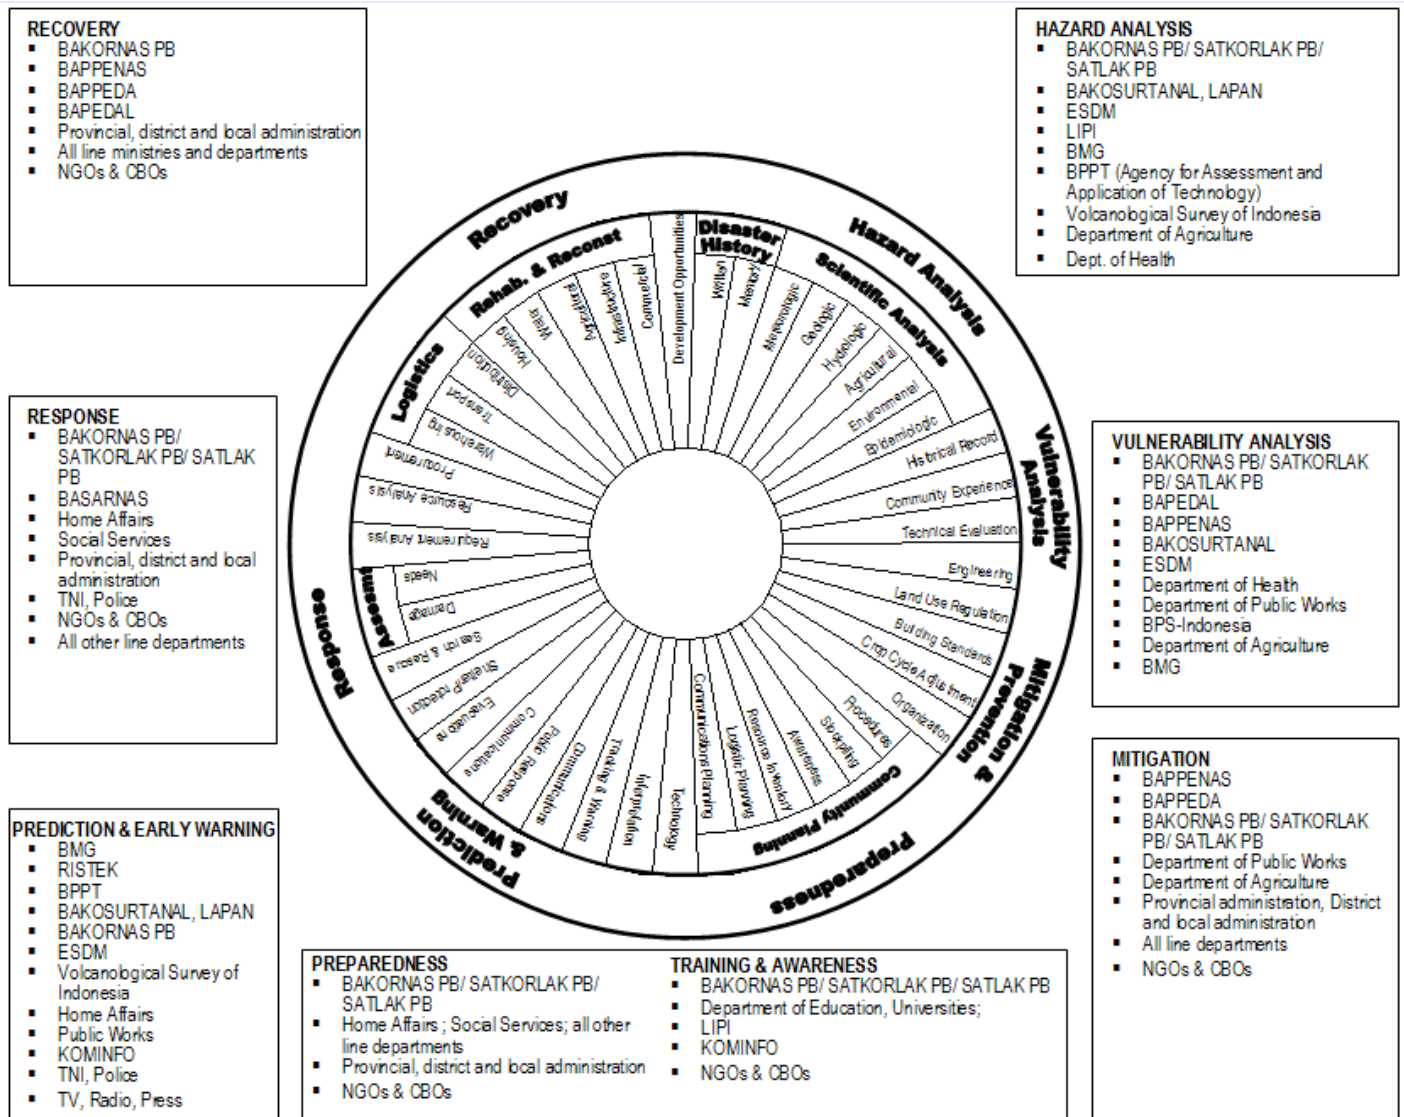 RECOVERY
▪ BAKORNAS PB
▪ BAPPENAS
▪ BAPPEDA
▪ BAPEDAL
▪ Provincial, district and local administration
▪ All line ministries and departments
▪ NGOs & CBOs
HAZARD ANALYSIS
▪ BAKORNAS PB/ SATKORLAK PB/
SATLAK PB
▪ BAKOSURTANAL, LAPAN
▪ ESDM
▪ LIPI
▪ BMG
▪ BPPT (Agency for Assessment and
Application of Technology)
▪ Volcanological Survey of Indonesia
▪ Department of Agriculture
▪ Dept. of Health
RESPONSE
▪ BAKORNAS PB/
SATKORLAK PB/ SATLAK
PB
▪ BASARNAS
▪ Home Affairs
▪ Social Services
▪ Provincial, district and local
administration
▪ TNI, Police
▪ NGOs & CBOs
▪ All other line departments
VULNERABILITY ANALYSIS
▪ BAKORNAS PB/ SATKORLAK
PB/ SATLAK PB
▪ BAPEDAL
▪ BAPPENAS
▪ BAKOSURTANAL
▪ ESDM
▪ Department of Health
▪ Department of Public Works
▪ BPS-Indonesia
▪ Department of Agriculture
▪ BMG
MITIGATION
▪ BAPPENAS
▪ BAPPEDA
▪ BAKORNAS PB/ SATKORLAK
PB/ SATLAK PB
▪ Department of Public Works
▪ Department of Agriculture
▪ Provincial administration, District
and local administration
▪ All line departments
▪ NGOs & CBOs
PREDICTION & EARLY WARNING
▪ BMG
▪ RISTEK
▪ BPPT
▪ BAKOSURTANAL, LAPAN
▪ BAKORNAS PB
▪ ESDM
▪ Volcanological Survey of
Indonesia
▪ Home Affairs
▪ Public Works
▪ KOMINFO
▪ TNI, Police
▪ TV, Radio, Press
PREPAREDNESS
▪ BAKORNAS PB/ SATKORLAK PB/
SATLAK PB
▪ Home Affairs ; Social Services; all other
line departments
▪ Provincial, district and local administration
▪ NGOs & CBOs
TRAINING & AWARENESS
▪ BAKORNAS PB/ SATKORLAK PB/ SATLAK PB
▪ Department of Education, Universities;
▪ LIPI
▪ KOMINFO
▪ NGOs & CBOs
Recovery
Hazard Analysis
Vulnerability
Analysis
Mitigation &
Prevention
Preparedness
Prediction
& Warning
Response
Disaster
History
Written
Memory
Scientific Analysis
Meteorologic
Geologic
Hydrologic
Agricultural
Environmental
Epidemiologic
Historical Record
Community Experience
Technical Evaluation
Engineering
Land Use Regulation
Building Standards
Crop Cycle Adjustment
Organization
Procedures
Stockpiling
Awareness
Resource Inventory
Logistic Planning
Communications Planning
Community Planning
Technology
Interpretation
Tracking & Warning
Communications
Public Response
Communications
Evacuations
Shelter/Protection
Search & Rescue
Assesmt
Damage
Needs
Requirement Analysis
Resource Analysis
Procurement
Logistics
Warehousing
Transport
Distribution
Rehab. & Reconst
Housing
Water
Agricultural
Infrastructure
Commercial
Development Opportunities